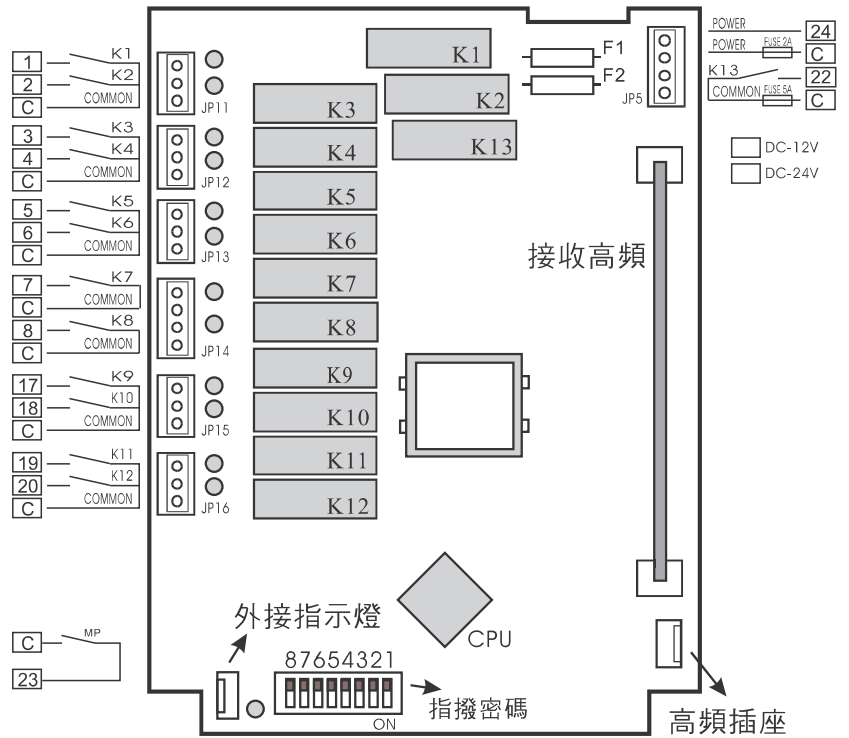 1
K1
2
K2
C
COMMON
JP11
3
K3
4
K4
C
COMMON
JP12
5
K5
6
K6
C
COMMON
JP13
7
K7
C
COMMON
8
K8
C
COMMON
JP14
17
K9
18
K10
C
COMMON
JP15
19
K11
20
K12
C
COMMON
JP16
C
MP
23
K1
K2
K13
K3
K4
K5
K6
K7
K8
K9
K10
K11
K12
F1
F2
JP5
POWER
24
POWER
FUSE 2A
C
K13
22
COMMON
FUSE 5A
C
DC-12V
DC-24V
接收高頻
CPU
外接指示燈
87654321
ON
指撥密碼
高頻插座